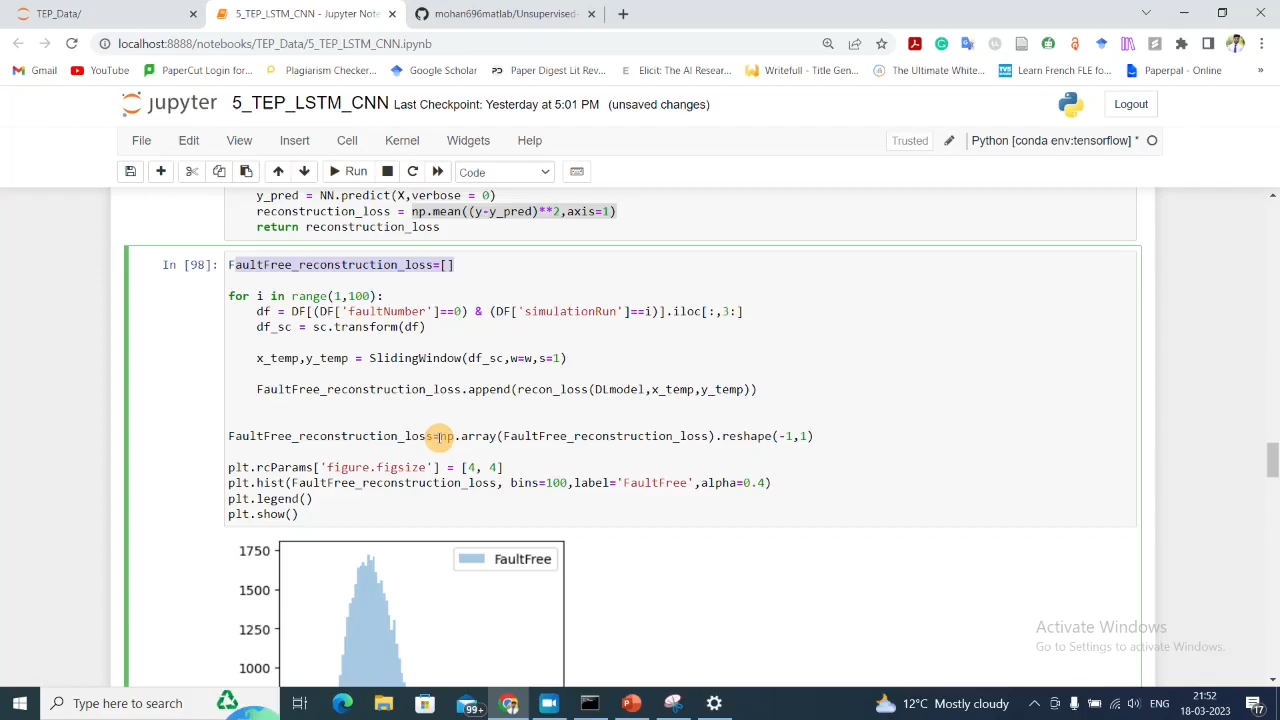 TEP_Data/
5_TEP_LSTM_CNN - Jupyter Note
mohan696matlab/Unsupervised-
localhost:8888/notebooks/TEP_Data/5_TEP_LSTM_CNN.ipynb
Gmail
YouTube
PaperCut Login for...
Plagiarism Checker...
Google Scholar
Paper Digest Lit Rev...
Elicit: The AI Resear...
Writefull - Title Gen...
The Ultimate White...
Learn French FLE fo...
Paperpal - Online
»
jupyter 5_TEP_LSTM_CNN Last Checkpoint: Yesterday at 5:01 PM (unsaved changes)
Logout
File Edit View Insert Cell Kernel Widgets Help
Trusted
Python [conda env:tensorflow] *
Run
Code
y_pred = NN.predict(X,verbose = 0)
reconstruction_loss = np.mean((y-y_pred)**2,axis=1)
return reconstruction_loss
In [98]:
FaultFree_reconstruction_loss=[]
for i in range(1,100):
df = DF[(DF['faultNumber']==0) & (DF['simulationRun']==i)].iloc[:,3:]
df_sc = sc.transform(df)
x_temp,y_temp = SlidingWindow(df_sc,w=w,s=1)
FaultFree_reconstruction_loss.append(recon_loss(DLmodel,x_temp,y_temp))
FaultFree_reconstruction_loss=np.array(FaultFree_reconstruction_loss).reshape(-1,1)
plt.rcParams['figure.figsize'] = [4, 4]
plt.hist(FaultFree_reconstruction_loss, bins=100,label='FaultFree',alpha=0.4)
plt.legend()
plt.show()
1750
FaultFree
1500
1250
1000
Activate Windows
Go to Settings to activate Windows.
Type here to search
99+
12°C Mostly cloudy
ENG
21:52
18-03-2023
17